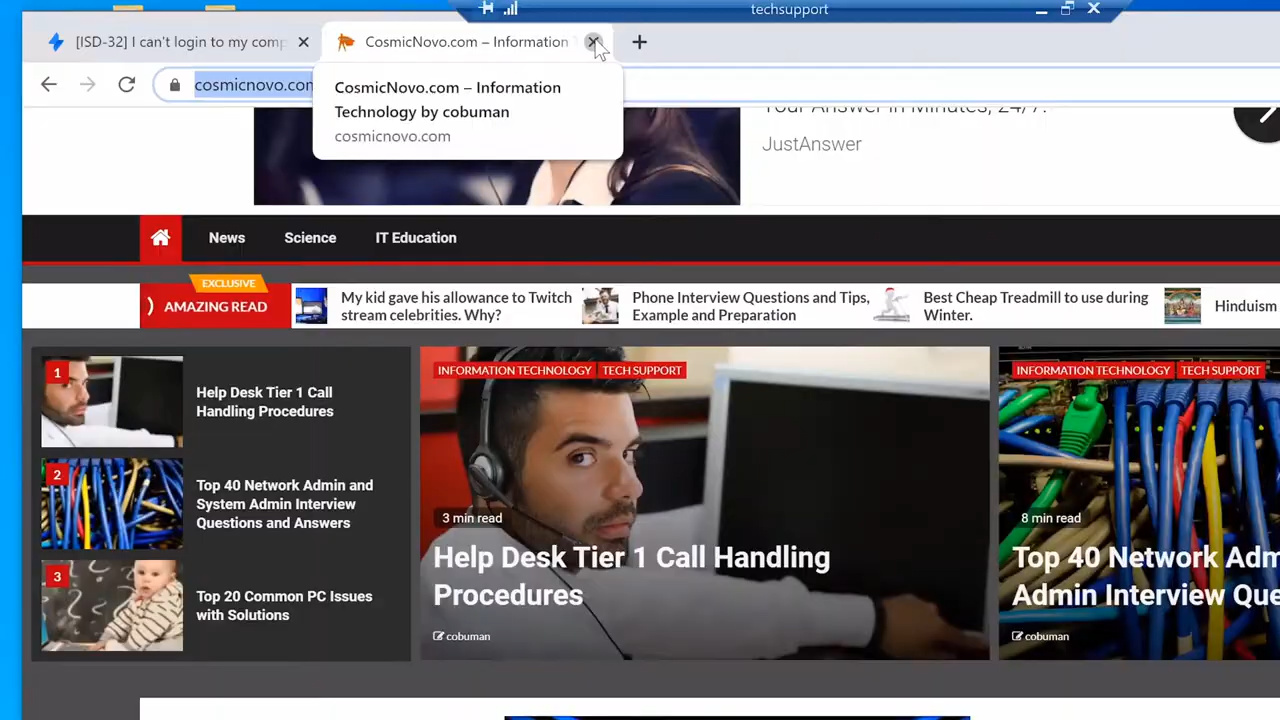 techsupport
[ISD-32] I can't login to my comp
CosmicNovo.com – Information
cosmicnovo.com
CosmicNovo.com – Information
Technology by cobuman
cosmicnovo.com
Your Answer in Minutes, 24/7.
JustAnswer
News
Science
IT Education
EXCLUSIVE
AMAZING READ
My kid gave his allowance to Twitch
stream celebrities. Why?
Phone Interview Questions and Tips,
Example and Preparation
Best Cheap Treadmill to use during
Winter.
Hinduism
1
Help Desk Tier 1 Call
Handling Procedures
2
Top 40 Network Admin and
System Admin Interview
Questions and Answers
3
Top 20 Common PC Issues
with Solutions
INFORMATION TECHNOLOGY
TECH SUPPORT
3 min read
Help Desk Tier 1 Call Handling
Procedures
cobuman
INFORMATION TECHNOLOGY
TECH SUPPORT
8 min read
Top 40 Network Adm
Admin Interview Que
cobuman